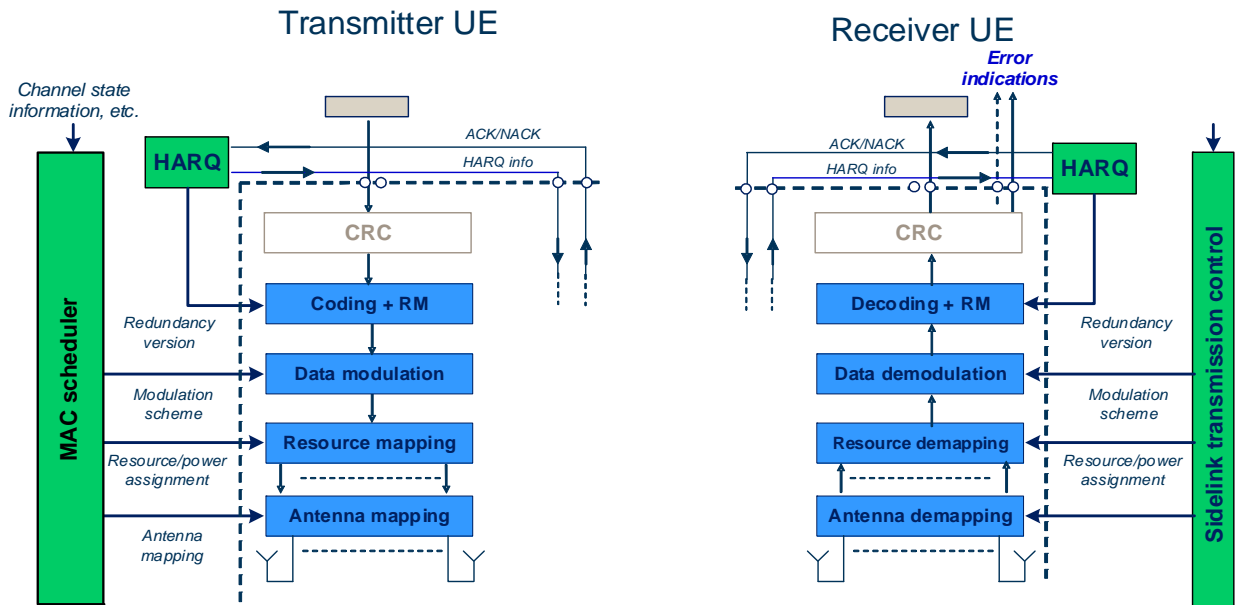 Transmitter UE
Receiver UE
Error
indications
Channel state
information, etc.
ACK/NACK
HARQ
HARQ info
ACK/NACK
HARQ info
HARQ
CRC
CRC
Coding + RM
Decoding + RM
Redundancy
version
Redundancy
version
Data modulation
Data demodulation
Modulation
scheme
Modulation
scheme
Resource mapping
Resource demapping
Resource/power
assignment
Resource/power
assignment
Antenna mapping
Antenna demapping
Antenna
mapping
MAC scheduler
Sidelink transmission control